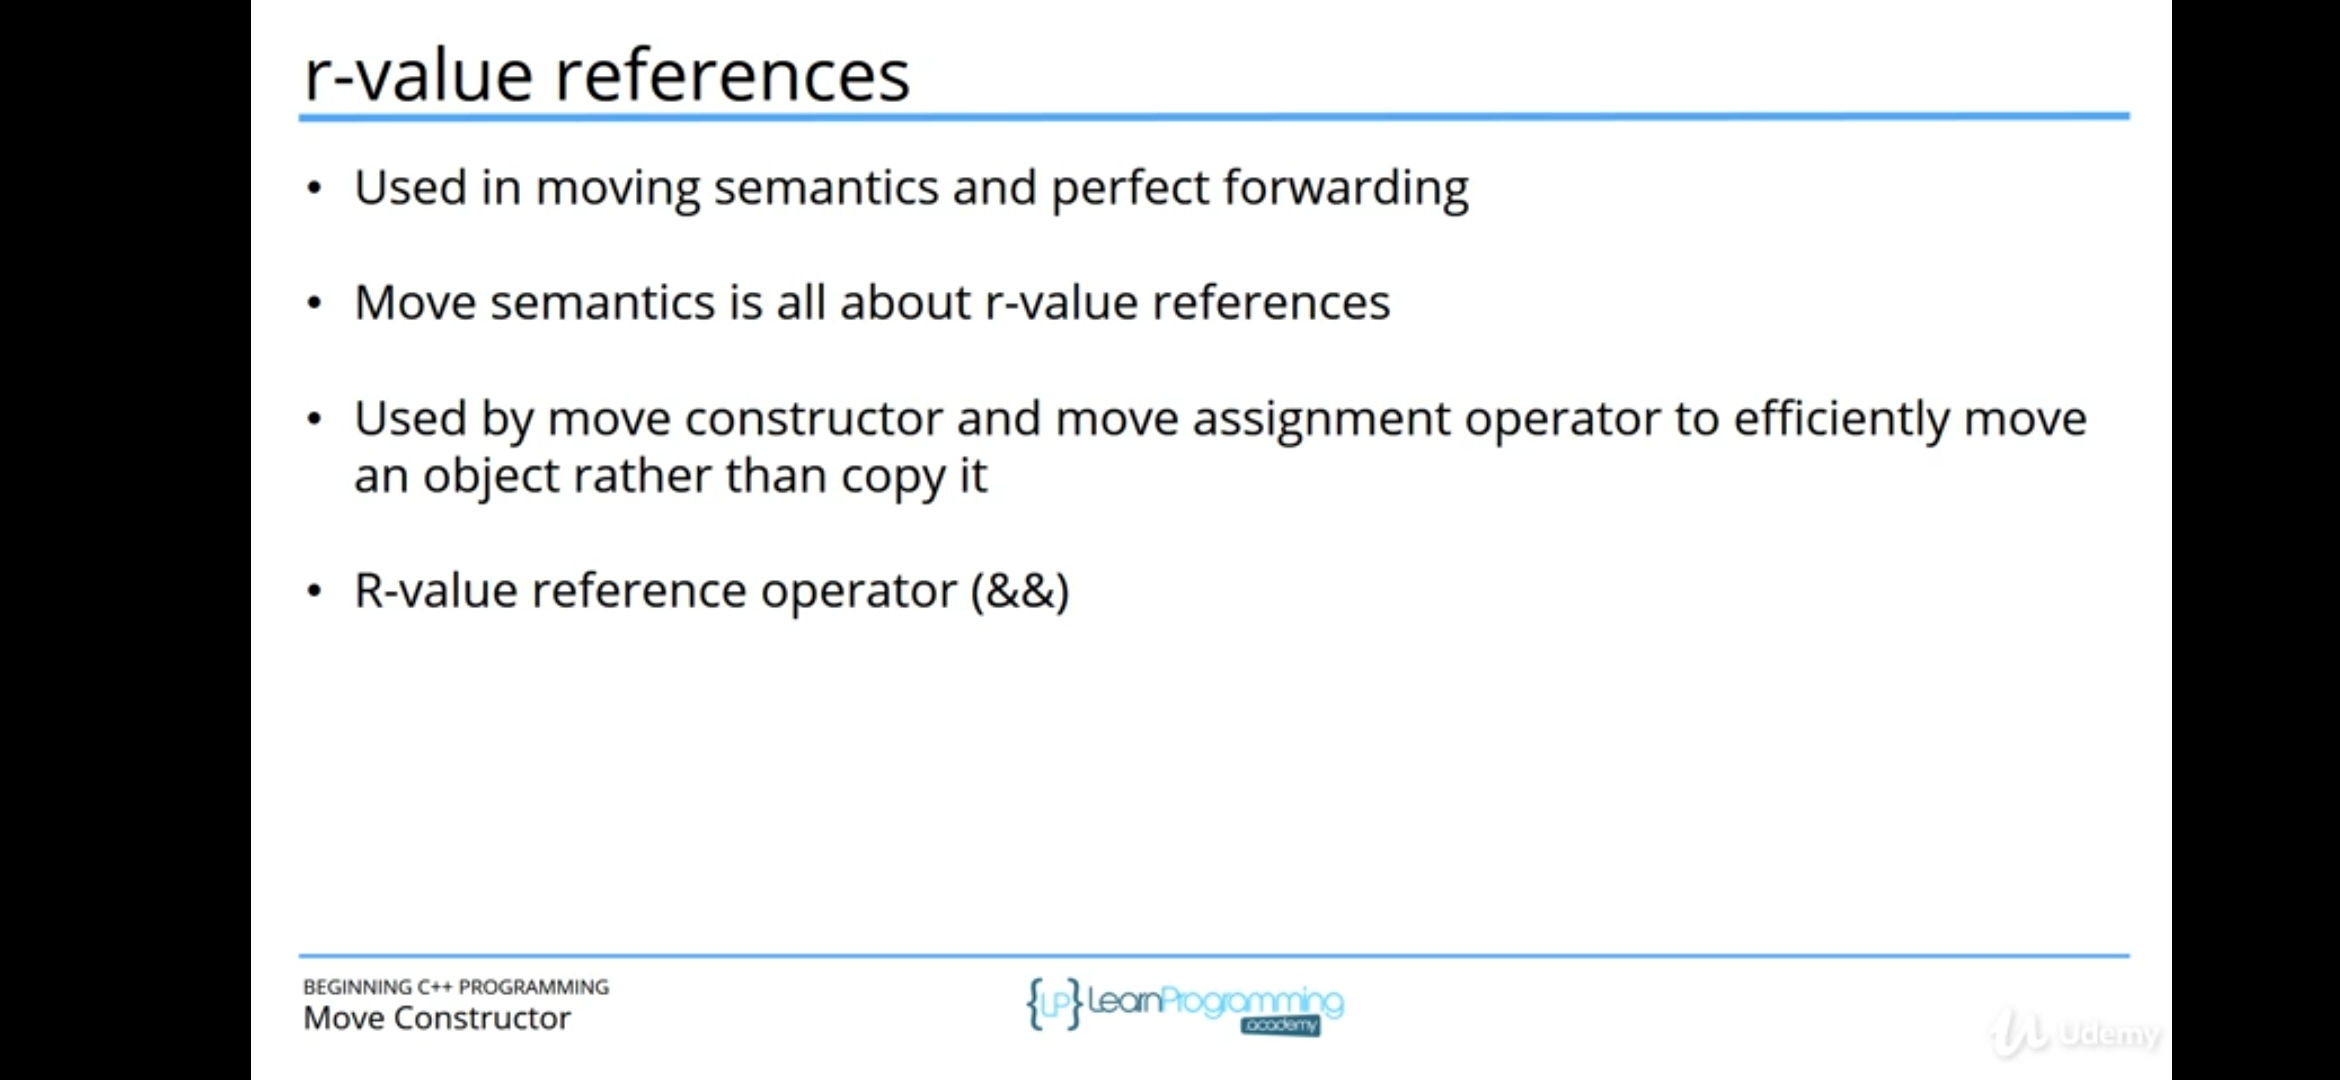 r-value references
• Used in moving semantics and perfect forwarding
• Move semantics is all about r-value references
• Used by move constructor and move assignment operator to efficiently move
an object rather than copy it
• R-value reference operator (&&)
BEGINNING C++ PROGRAMMING
Move Constructor
{LP} LearnProgramming
academy
Udemy